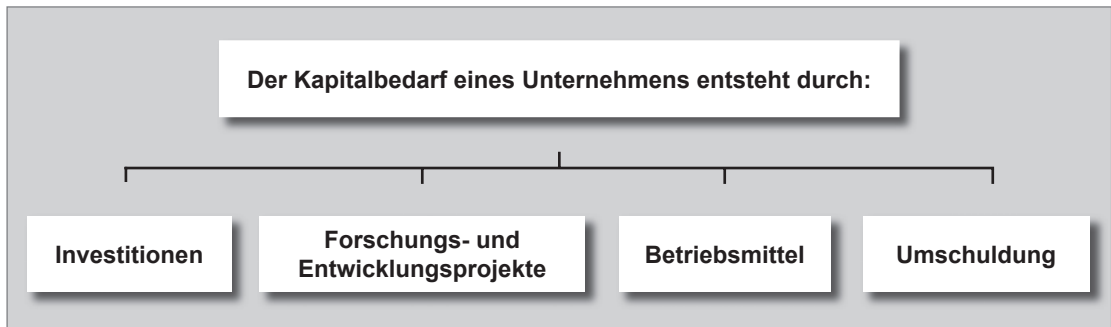 Der Kapitalbedarf eines Unternehmens entsteht durch:
Investitionen
Forschungs- und
Entwicklungsprojekte
Betriebsmittel
Umschuldung